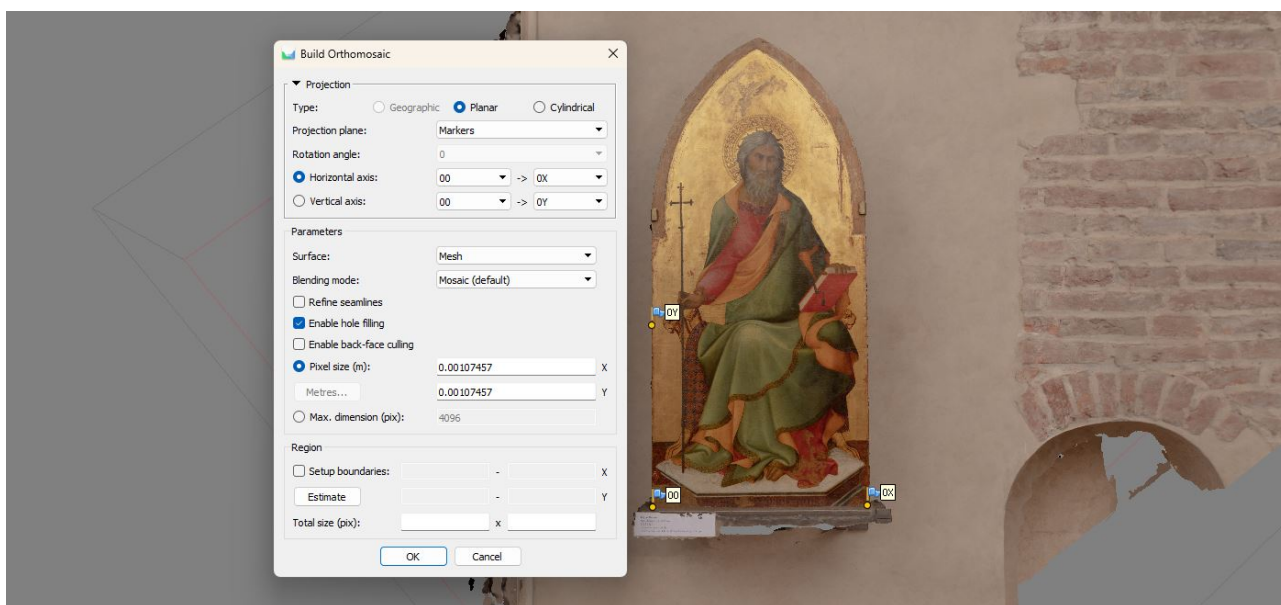 Build Orthomosaic
Projection
Type: Geographic Planar Cylindrical
Projection plane: Markers
Rotation angle: 0
Horizontal axis: 00 -> 0X
Vertical axis: 00 -> 0Y
Parameters
Surface: Mesh
Blending mode: Mosaic (default)
Refine seamlines
Enable hole filling
Enable back-face culling
Pixel size (m): 0.00107457 X
Metres... 0.00107457 Y
Max. dimension (pix): 4096
Region
Setup boundaries: - X
Estimate - Y
Total size (pix): x
OK Cancel
0Y
00
0X